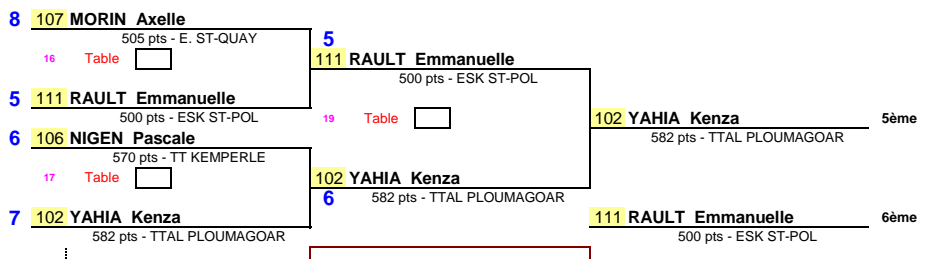 8 107 MORIN Axelle
505 pts - E. ST-QUAY
5
16 Table
111 RAULT Emmanuelle
500 pts - ESK ST-POL
5 111 RAULT Emmanuelle
500 pts - ESK ST-POL
19 Table
102 YAHIA Kenza 5ème
582 pts - TTAL PLOUMAGOAR
6 106 NIGEN Pascale
570 pts - TT KEMPERLE
17 Table
102 YAHIA Kenza
6 582 pts - TTAL PLOUMAGOAR
7 102 YAHIA Kenza
582 pts - TTAL PLOUMAGOAR
111 RAULT Emmanuelle 6ème
500 pts - ESK ST-POL